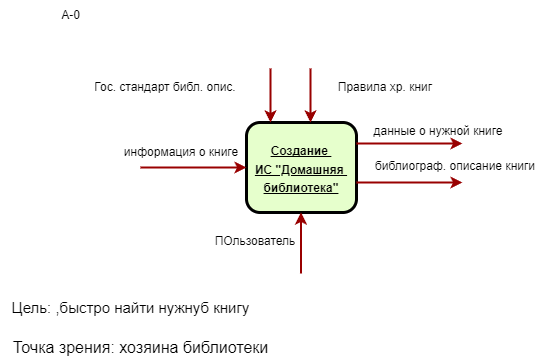 А-0
Гос. стандарт библ. опис.
Правила хр. книг
данные о нужной книге
информация о книге
Создание
ИС "Домашняя
библиотека"
библиограф. описание книги
ПОльзователь
Цель: ,быстро найти нужнуб книгу
Точка зрения: хозяина библиотеки